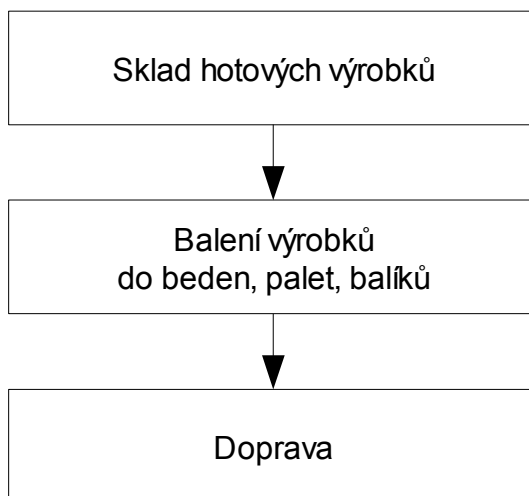 Sklad hotových výrobků
Balení výrobků
do beden, palet, balíků
Doprava